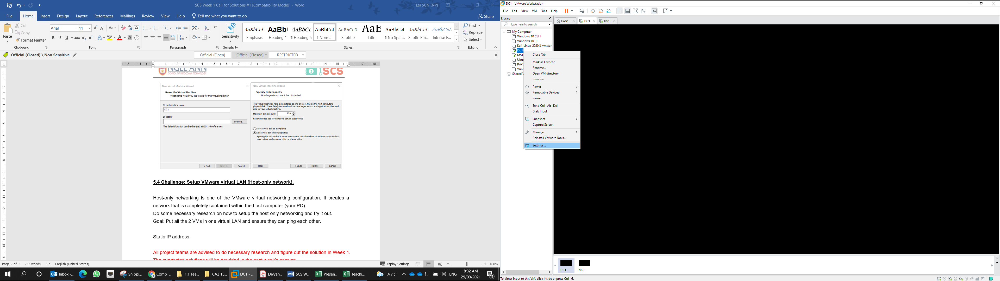 SCS Week 1 Call for Solutions #1 [Compatibility Mode] - Word
Lei SUN (NP)
File Home Insert Design Layout References Mailings Review View Help Tell me what you want to do Share
Paste
Cut
Copy
Format Painter
Arial 11
Sensitivity
AaBbCcL Emphasis
AaBb( Heading 1
AaBbCc ¶ Heading 5
AaBbCcI ¶ Normal
AaBbCcD Subtitle
AaB Title
AaBbCcI ¶ No Spac...
AaBbCcL Subtle Em...
AaBbCcL Intense E...
Find
Replace
Select
Clipboard Font Paragraph Sensitivity Styles Editing
Official (Closed) \ Non Sensitive
Official (Open) Official (Closed) RESTRICTED
NGEE ANN
SCHOOL OF INFOCOMM TECHNOLOGY
SCS
New Virtual Machine Wizard
Name the Virtual Machine
What name would you like to use for this virtual machine?
Virtual machine name:
DC1
Location:
Browse...
The default location can be changed at Edit > Preferences.
< Back Next > Cancel
New Virtual Machine Wizard
Specify Disk Capacity
How large do you want this disk to be?
The virtual machine's hard disk is stored as one or more files on the host computer's
physical disk. These file(s) start small and become larger as you add applications, files, and
data to your virtual machine.
Maximum disk size (GB): 60.0
Recommended size for Windows Server 2019: 60 GB
Store virtual disk as a single file
Split virtual disk into multiple files
Splitting the disk makes it easier to move the virtual machine to another computer but
may reduce performance with very large disks.
Help < Back Next > Cancel
5.4 Challenge: Setup VMware virtual LAN (Host-only network).
Host-only networking is one of the VMware virtual networking configuration. It creates a
network that is completely contained within the host computer (your PC).
Do some necessary research on how to setup the host-only networking and try it out.
Goal: Put all the 2 VMs in one virtual LAN and ensure they can ping each other.
Static IP address.
All project teams are advised to do necessary research and figure out the solution in Week 1.
The suggested solutions will be provided in the next week's session.
Page 2 of 9 253 words English (United States) Display Settings 100%
Inbox -... Snippi... CompT... 1.1 Tea... CA2 15... DC1 - ... Divyan... SCS W... Presen... Teachi... 26°C ENG
8:32 AM
29/09/2021
11
DC1 - VMware Workstation
File Edit View VM Tabs Help
Library
Type here to search
My Computer
Windows 10 CEH
Windows 10 -1
Kali-Linux-2020.3-vmwar
DC1
MS1
Ubu
PA-V
Wind
Shared V
Home DC1 MS1
Close Tab
Mark as Favorite
Rename...
Open VM directory
Remove
Power
Removable Devices
Pause
Send Ctrl+Alt+Del
Grab Input
Snapshot
Capture Screen
Manage
Reinstall VMware Tools...
Settings...
DC1 MS1
To direct input to this VM, click inside or press Ctrl+G.